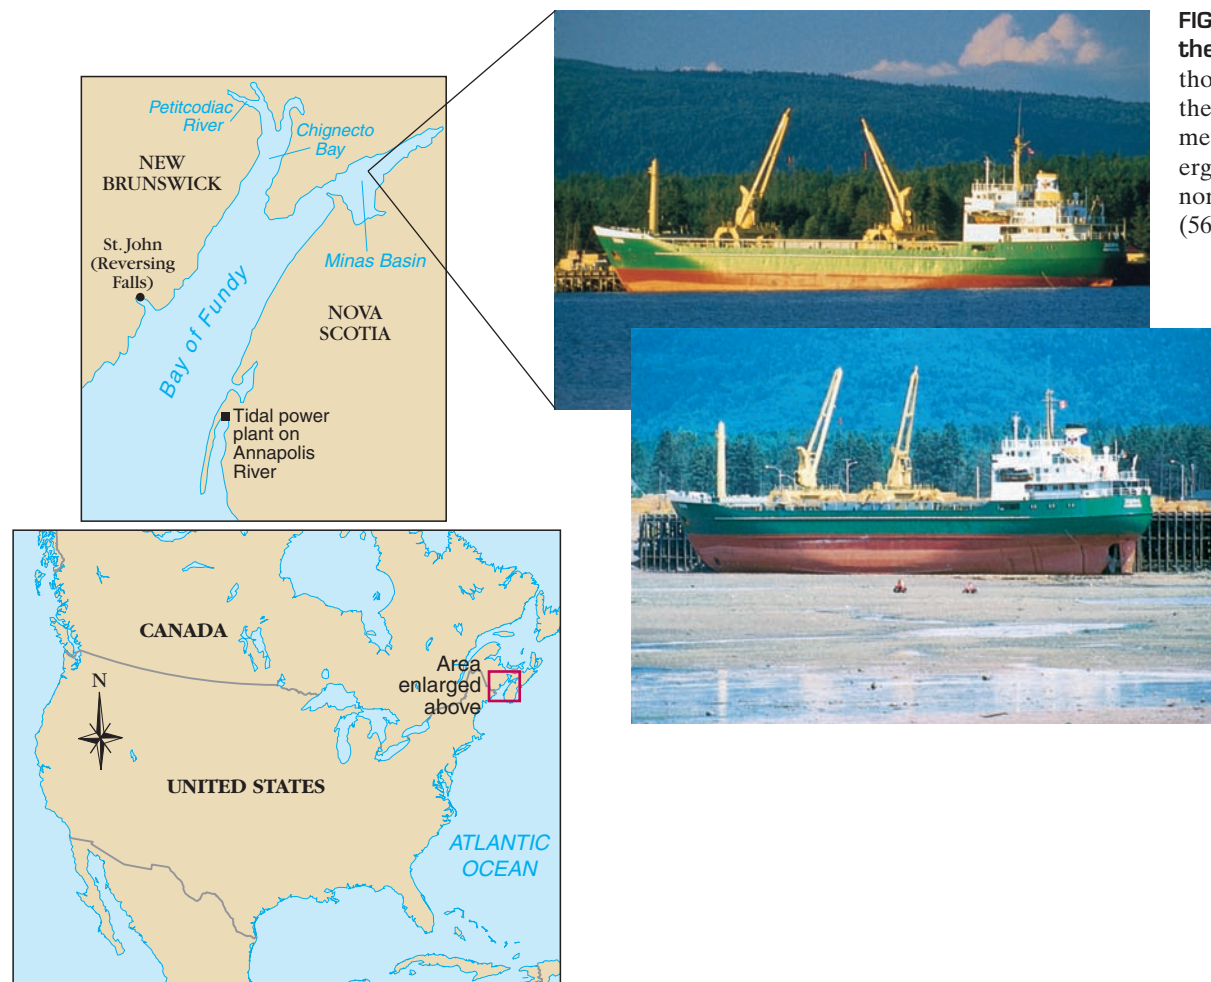 Petitcodiac
River
Chignecto
Bay
NEW
BRUNSWICK
St. John
(Reversing
Falls)
Minas Basin
Bay of Fundy
NOVA
SCOTIA
Tidal power
plant on
Annapolis
River
CANADA
Area
enlarged
above
N
UNITED STATES
ATLANTIC
OCEAN
FIG
the
tho
the
me
erg
nor
(56